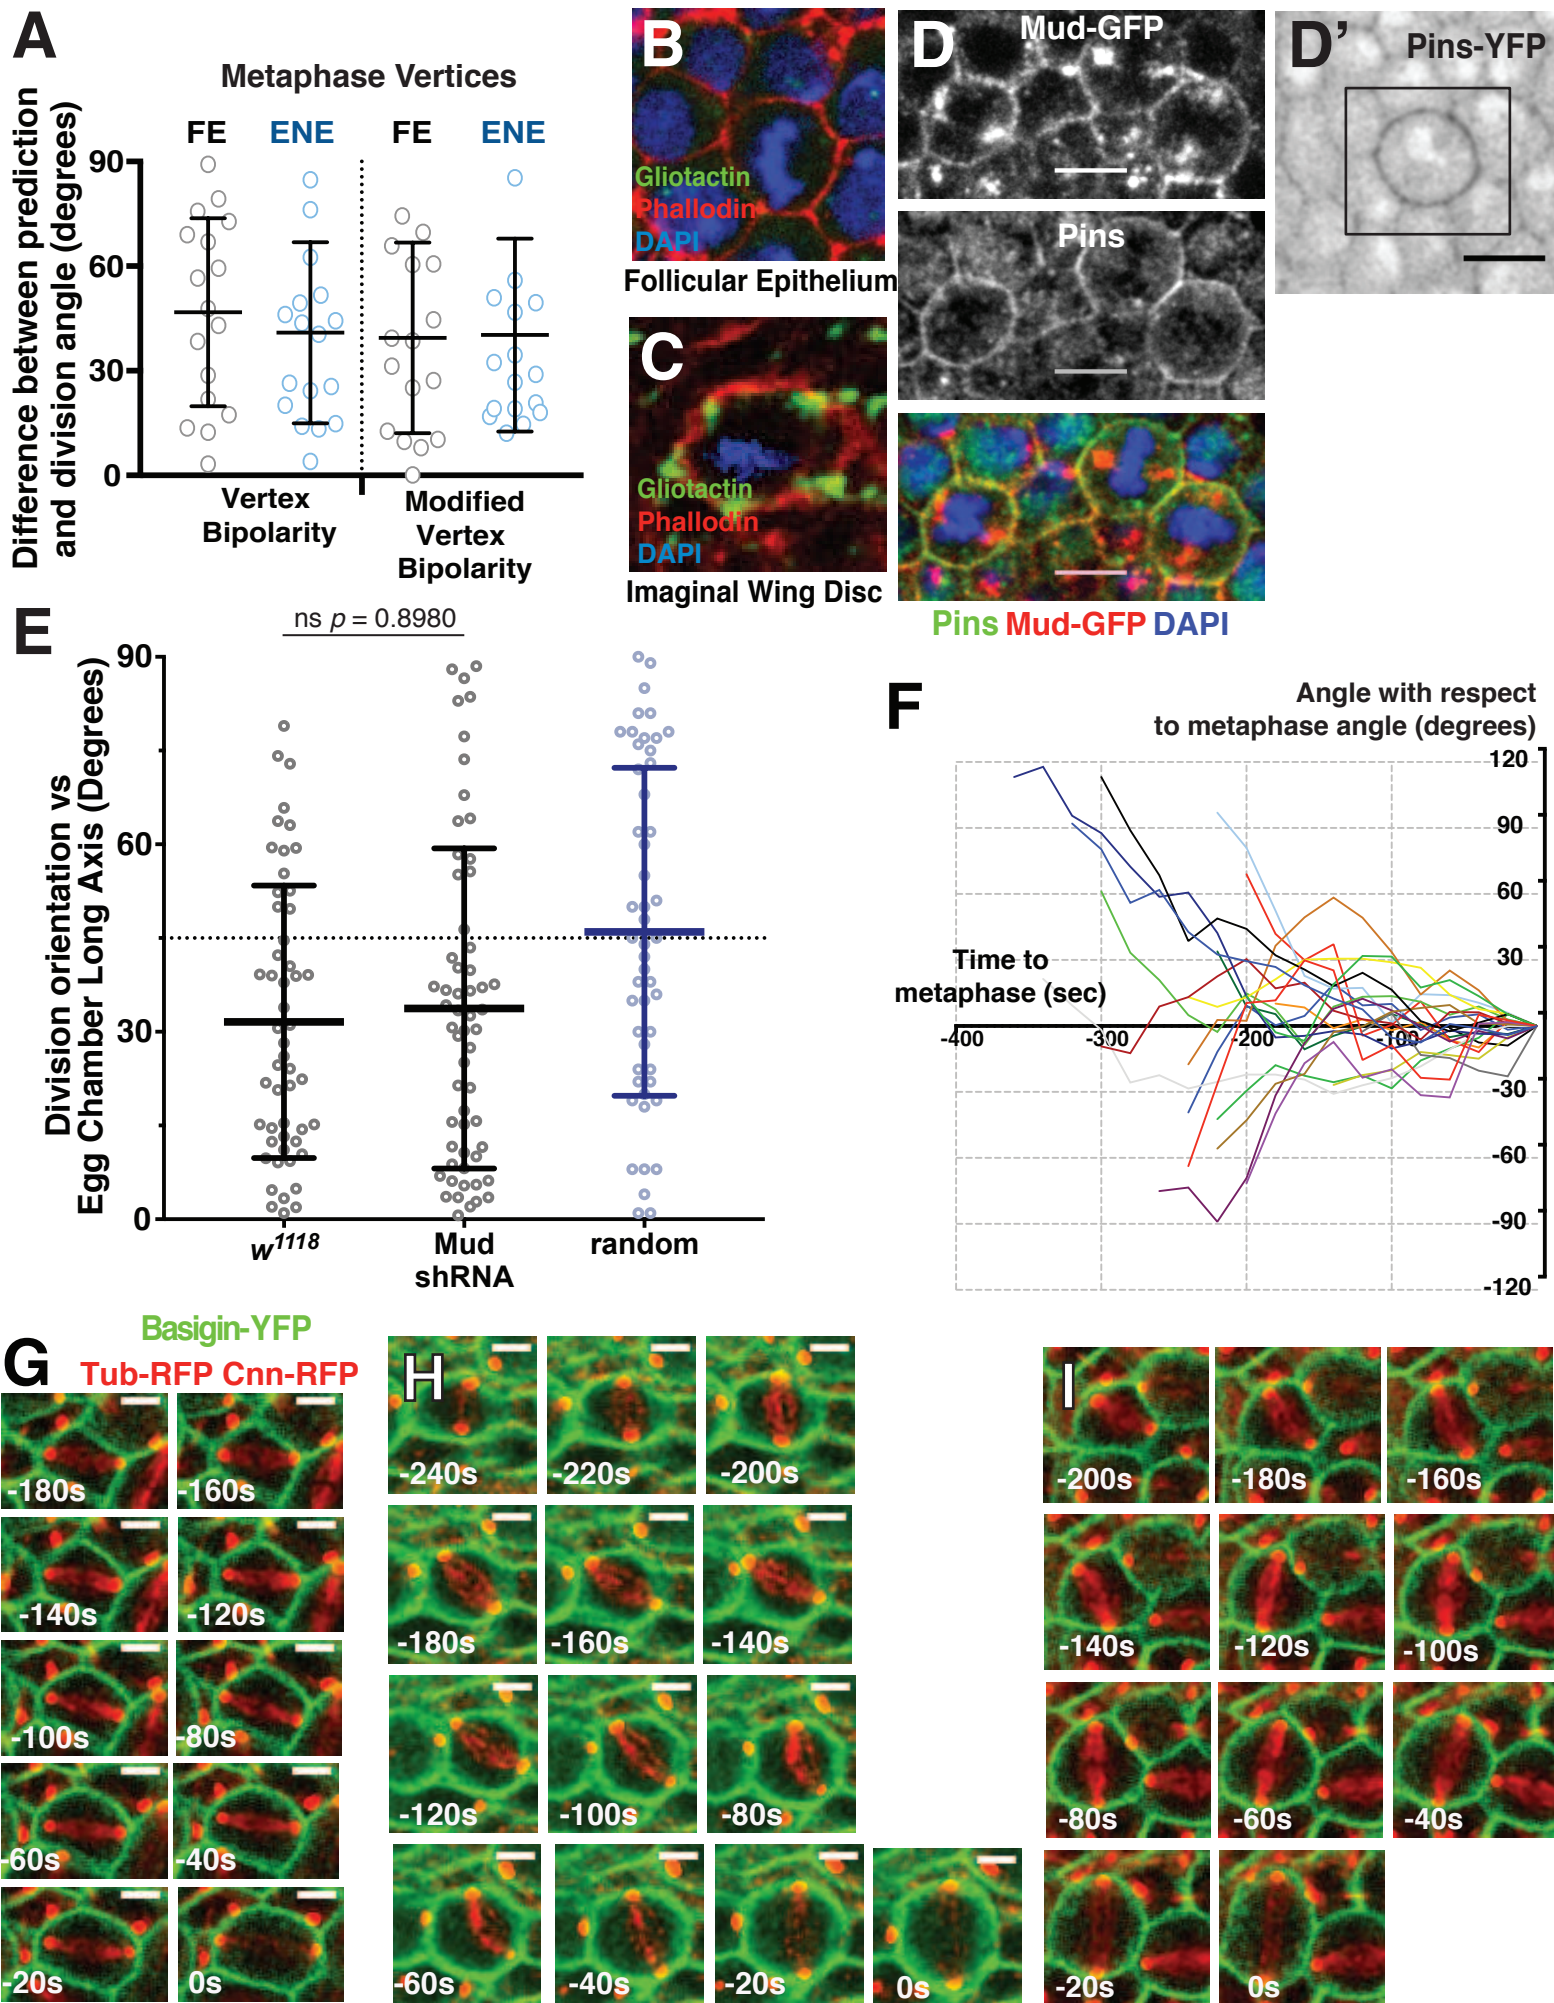 A
Metaphase Vertices
FE ENE FE ENE
Difference between prediction
and division angle (degrees)
90
60
30
0
Vertex
Bipolarity
Modified
Vertex
Bipolarity
B
Gliotactin
Phallodin
DAPI
Follicular Epithelium
C
Gliotactin
Phallodin
DAPI
Imaginal Wing Disc
D
Mud-GFP
Pins
Pins Mud-GFP DAPI
D’
Pins-YFP
E
ns p = 0.8980
Division orientation vs
Egg Chamber Long Axis (Degrees)
90
60
30
0
w1118
Mud
shRNA
random
F
Angle with respect
to metaphase angle (degrees)
120
90
60
30
-30
-60
-90
-120
Time to
metaphase (sec)
-400 -300 -200 -100
G
Basigin-YFP
Tub-RFP Cnn-RFP
-180s -160s
-140s -120s
-100s -80s
-60s -40s
-20s 0s
H
-240s -220s -200s
-180s -160s -140s
-120s -100s -80s
-60s -40s -20s 0s
I
-200s -180s -160s
-140s -120s -100s
-80s -60s -40s
-20s 0s